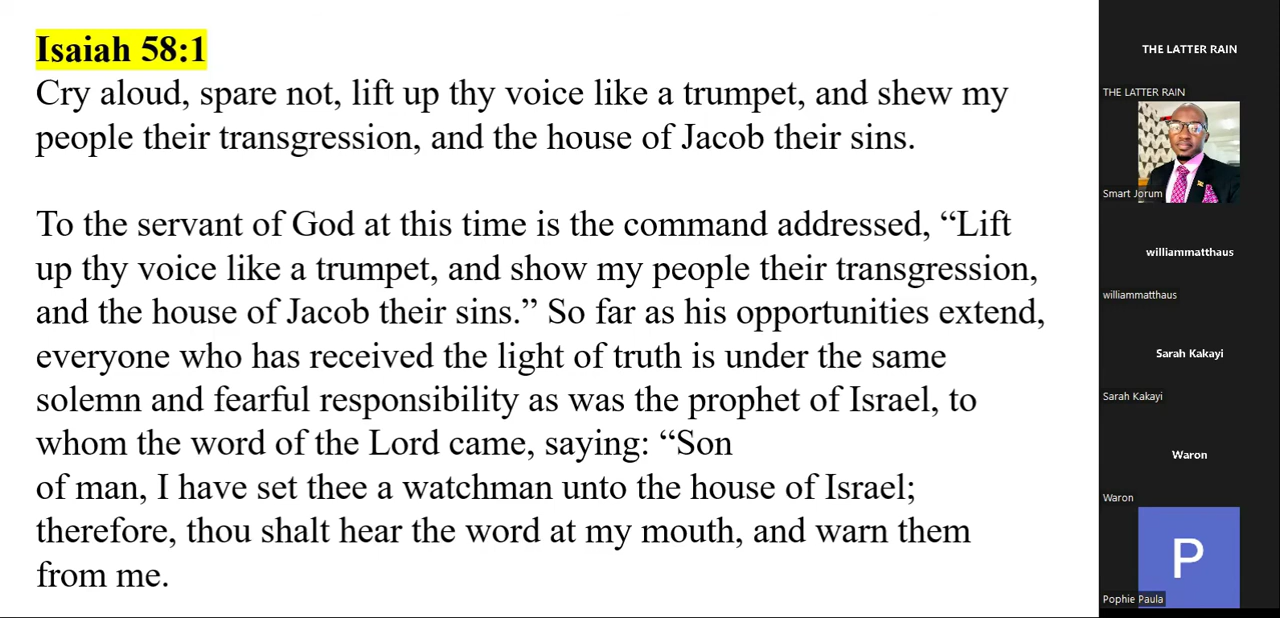 Isaiah 58:1
Cry aloud, spare not, lift up thy voice like a trumpet, and shew my
people their transgression, and the house of Jacob their sins.
To the servant of God at this time is the command addressed, “Lift
up thy voice like a trumpet, and show my people their transgression,
and the house of Jacob their sins.” So far as his opportunities extend,
everyone who has received the light of truth is under the same
solemn and fearful responsibility as was the prophet of Israel, to
whom the word of the Lord came, saying: “Son
of man, I have set thee a watchman unto the house of Israel;
therefore, thou shalt hear the word at my mouth, and warn them
from me.
THE LATTER RAIN
THE LATTER RAIN
Smart Jorum
williammatthaus
williammatthaus
Sarah Kakayi
Sarah Kakayi
Waron
Waron
P
Pophie Paula